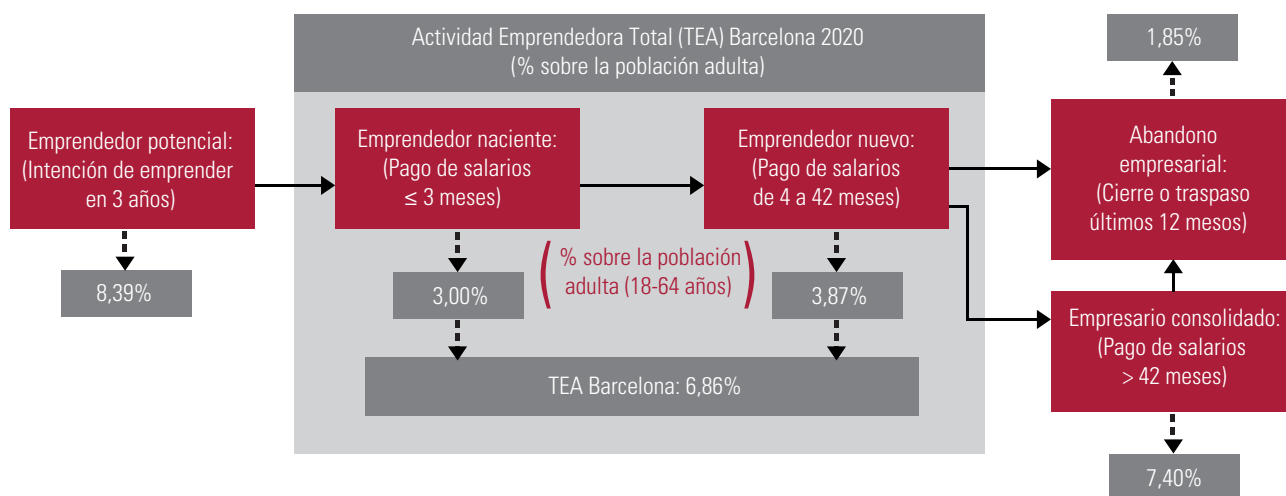 Actividad Emprendedora Total (TEA) Barcelona 2020
(% sobre la población adulta)
1,85%
Emprendedor potencial:
(Intención de emprender
en 3 años)
Emprendedor naciente:
(Pago de salarios
≤ 3 meses)
Emprendedor nuevo:
(Pago de salarios
de 4 a 42 meses)
Abandono
empresarial:
(Cierre o traspaso
últimos 12 mesos)
8,39%
3,00%
(% sobre la población
adulta (18-64 años))
3,87%
Empresario consolidado:
(Pago de salarios
> 42 meses)
TEA Barcelona: 6,86%
7,40%